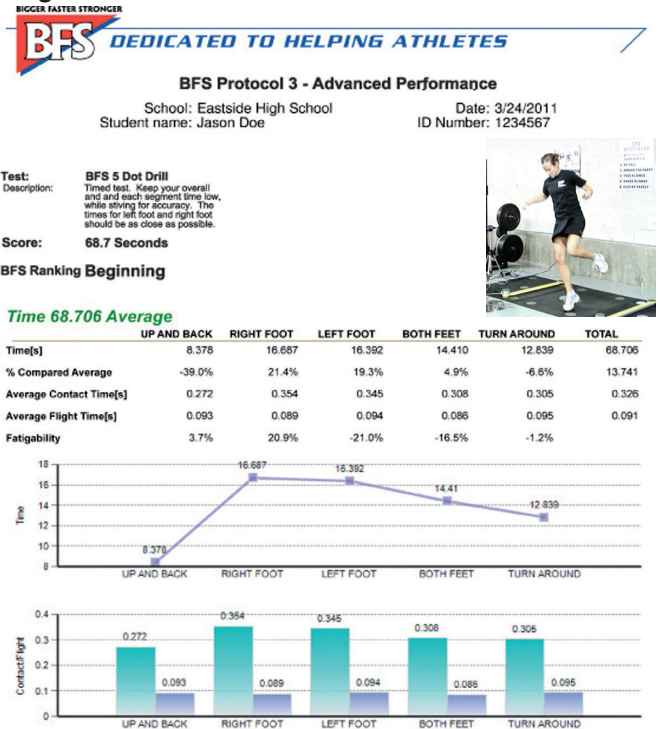 BIGGER FASTER STRONGER
BFS
DEDICATED TO HELPING ATHLETES
BFS Protocol 3 - Advanced Performance
School: Eastside High School Date: 3/24/2011
Student name: Jason Doe ID Number: 1234567
Test: BFS 5 Dot Drill
Description: Timed test. Keep your overall
and and each segment time low,
while stiving for accuracy. The
times for left foot and right foot
should be as close as possible.
Score: 68.7 Seconds
BFS Ranking Beginning
Time 68.706 Average
UP AND BACK RIGHT FOOT LEFT FOOT BOTH FEET TURN AROUND TOTAL
Time[s] 8.378 16.687 16.392 14.410 12.839 68.706
% Compared Average -39.0% 21.4% 19.3% 4.9% -6.6% 13.741
Average Contact Time[s] 0.272 0.354 0.345 0.308 0.305 0.326
Average Flight Time[s] 0.093 0.089 0.094 0.086 0.095 0.091
Fatigability 3.7% 20.9% -21.0% -16.5% -1.2%
Time
18
16
14
12
10
8
8.378 16.687 16.392 14.41 12.839
UP AND BACK RIGHT FOOT LEFT FOOT BOTH FEET TURN AROUND
Contact/Flight
0.4
0.3
0.2
0.1
0
0.272 0.093 0.354 0.089 0.345 0.094 0.308 0.086 0.305 0.095
UP AND BACK RIGHT FOOT LEFT FOOT BOTH FEET TURN AROUND